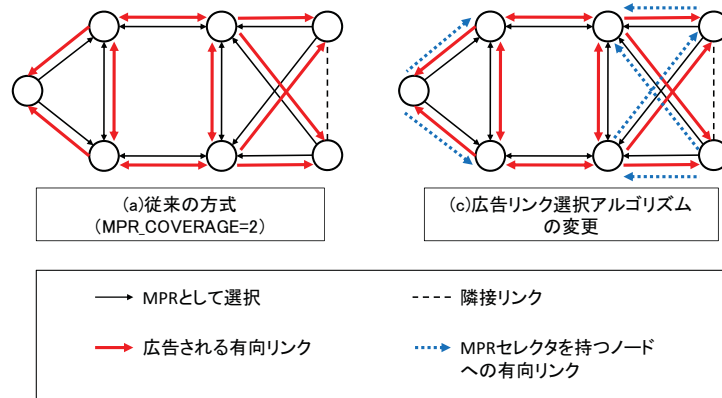 (a)従来の方式
(MPR_COVERAGE=2)
(c)広告リンク選択アルゴリズム
の変更
MPRとして選択
隣接リンク
広告される有向リンク
MPRセレクタを持つノード
への有向リンク